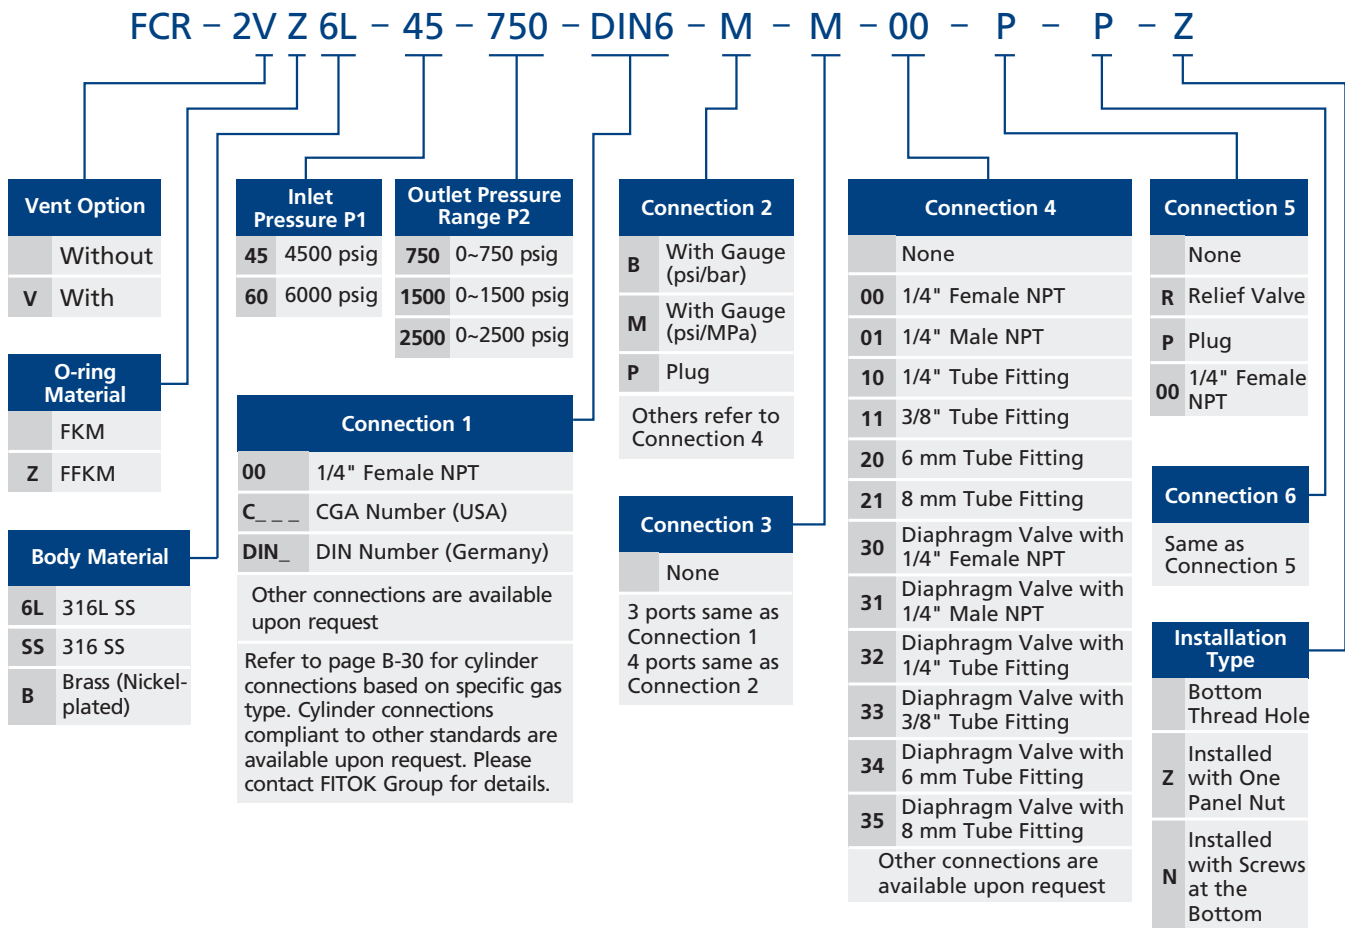 FCR – 2V Z 6L – 45 – 750 – DIN6 – M – M – 00 – P – P – Z
Vent Option
Without
V With
O-ring
Material
FKM
Z FFKM
Body Material
6L 316L SS
SS 316 SS
B Brass (Nickel-
plated)
Inlet
Pressure P1
45 4500 psig
60 6000 psig
Outlet Pressure
Range P2
750 0~750 psig
1500 0~1500 psig
2500 0~2500 psig
Connection 1
00 1/4" Female NPT
C_ _ _ CGA Number (USA)
DIN_ DIN Number (Germany)
Other connections are available
upon request
Refer to page B-30 for cylinder
connections based on specific gas
type. Cylinder connections
compliant to other standards are
available upon request. Please
contact FITOK Group for details.
Connection 2
B With Gauge
(psi/bar)
M With Gauge
(psi/MPa)
P Plug
Others refer to
Connection 4
Connection 3
None
3 ports same as
Connection 1
4 ports same as
Connection 2
Connection 4
None
00 1/4" Female NPT
01 1/4" Male NPT
10 1/4" Tube Fitting
11 3/8" Tube Fitting
20 6 mm Tube Fitting
21 8 mm Tube Fitting
30 Diaphragm Valve with
1/4" Female NPT
31 Diaphragm Valve with
1/4" Male NPT
32 Diaphragm Valve with
1/4" Tube Fitting
33 Diaphragm Valve with
3/8" Tube Fitting
34 Diaphragm Valve with
6 mm Tube Fitting
35 Diaphragm Valve with
8 mm Tube Fitting
Other connections are
available upon request
Connection 5
None
R Relief Valve
P Plug
00 1/4" Female
NPT
Connection 6
Same as
Connection 5
Installation
Type
Bottom
Thread Hole
Z Installed
with One
Panel Nut
N Installed
with Screws
at the
Bottom